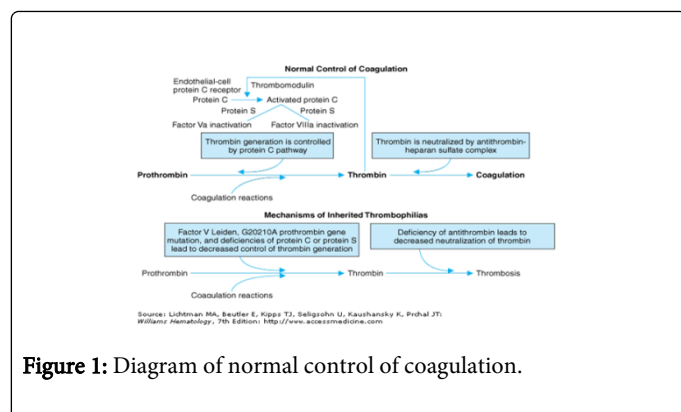 Normal Control of Coagulation
Endothelial-cell
protein C receptor
Thrombomodulin
Protein C
Activated protein C
Protein S
Protein S
Factor Va inactivation
Factor VIIIa inactivation
Thrombin generation is controlled
by protein C pathway
Thrombin is neutralized by antithrombin-
heparan sulfate complex
Prothrombin
Thrombin
Coagulation
Coagulation reactions
Mechanisms of Inherited Thrombophilias
Factor V Leiden, G20210A prothrombin gene
mutation, and deficiencies of protein C or protein S
lead to decreased control of thrombin generation
Deficiency of antithrombin leads to
decreased neutralization of thrombin
Prothrombin
Thrombin
Thrombosis
Coagulation reactions
Source: Lichtman MA, Beutler E, Kipps TJ, Seligsohn U, Kaushansky K, Prchal JT:
Williams Hematology, 7th Edition: http://www.accessmedicine.com
Figure 1: Diagram of normal control of coagulation.